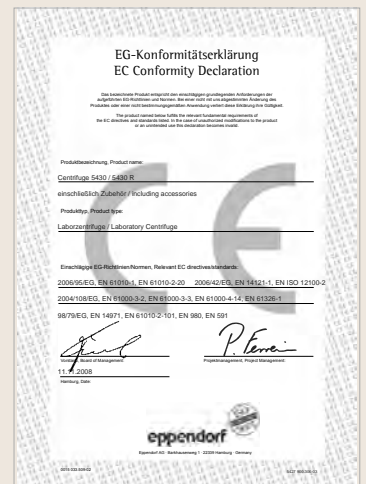 EG-Konformitätserklärung
EC Conformity Declaration
Das bezeichnete Produkt entspricht den einschlägigen grundlegenden Anforderungen der
aufgeführten EG-Richtlinien und Normen. Bei einer nicht mit uns abgestimmten Änderung des
Produktes oder einer nicht bestimmungsgemäßen Anwendung verliert diese Erklärung ihre Gültigkeit.
The product named below fulfills the relevant fundamental requirements of
the EC directives and standards listed. In the case of unauthorized modifications to the product
or an unintended use this declaration becomes invalid.
Produktbezeichnung, Product name:
Centrifuge 5430 / 5430 R
einschließlich Zubehör / including accessories
Produkttyp, Product type:
Laborzentrifuge / Laboratory Centrifuge
Einschlägige EG-Richtlinien/Normen, Relevant EC directives/standards:
2006/95/EG, EN 61010-1, EN 61010-2-20 2006/42/EG, EN 14121-1, EN ISO 12100-2
2004/108/EG, EN 61000-3-2, EN 61000-3-3, EN 61000-4-14, EN 61326-1
98/79/EG, EN 14971, EN 61010-2-101, EN 980, EN 591
Vorstand, Board of Management: Projektmanagement, Project Management:
11.11.2008
Hamburg, Date:
eppendorf
Eppendorf AG · Barkhausenweg 1 · 22339 Hamburg · Germany